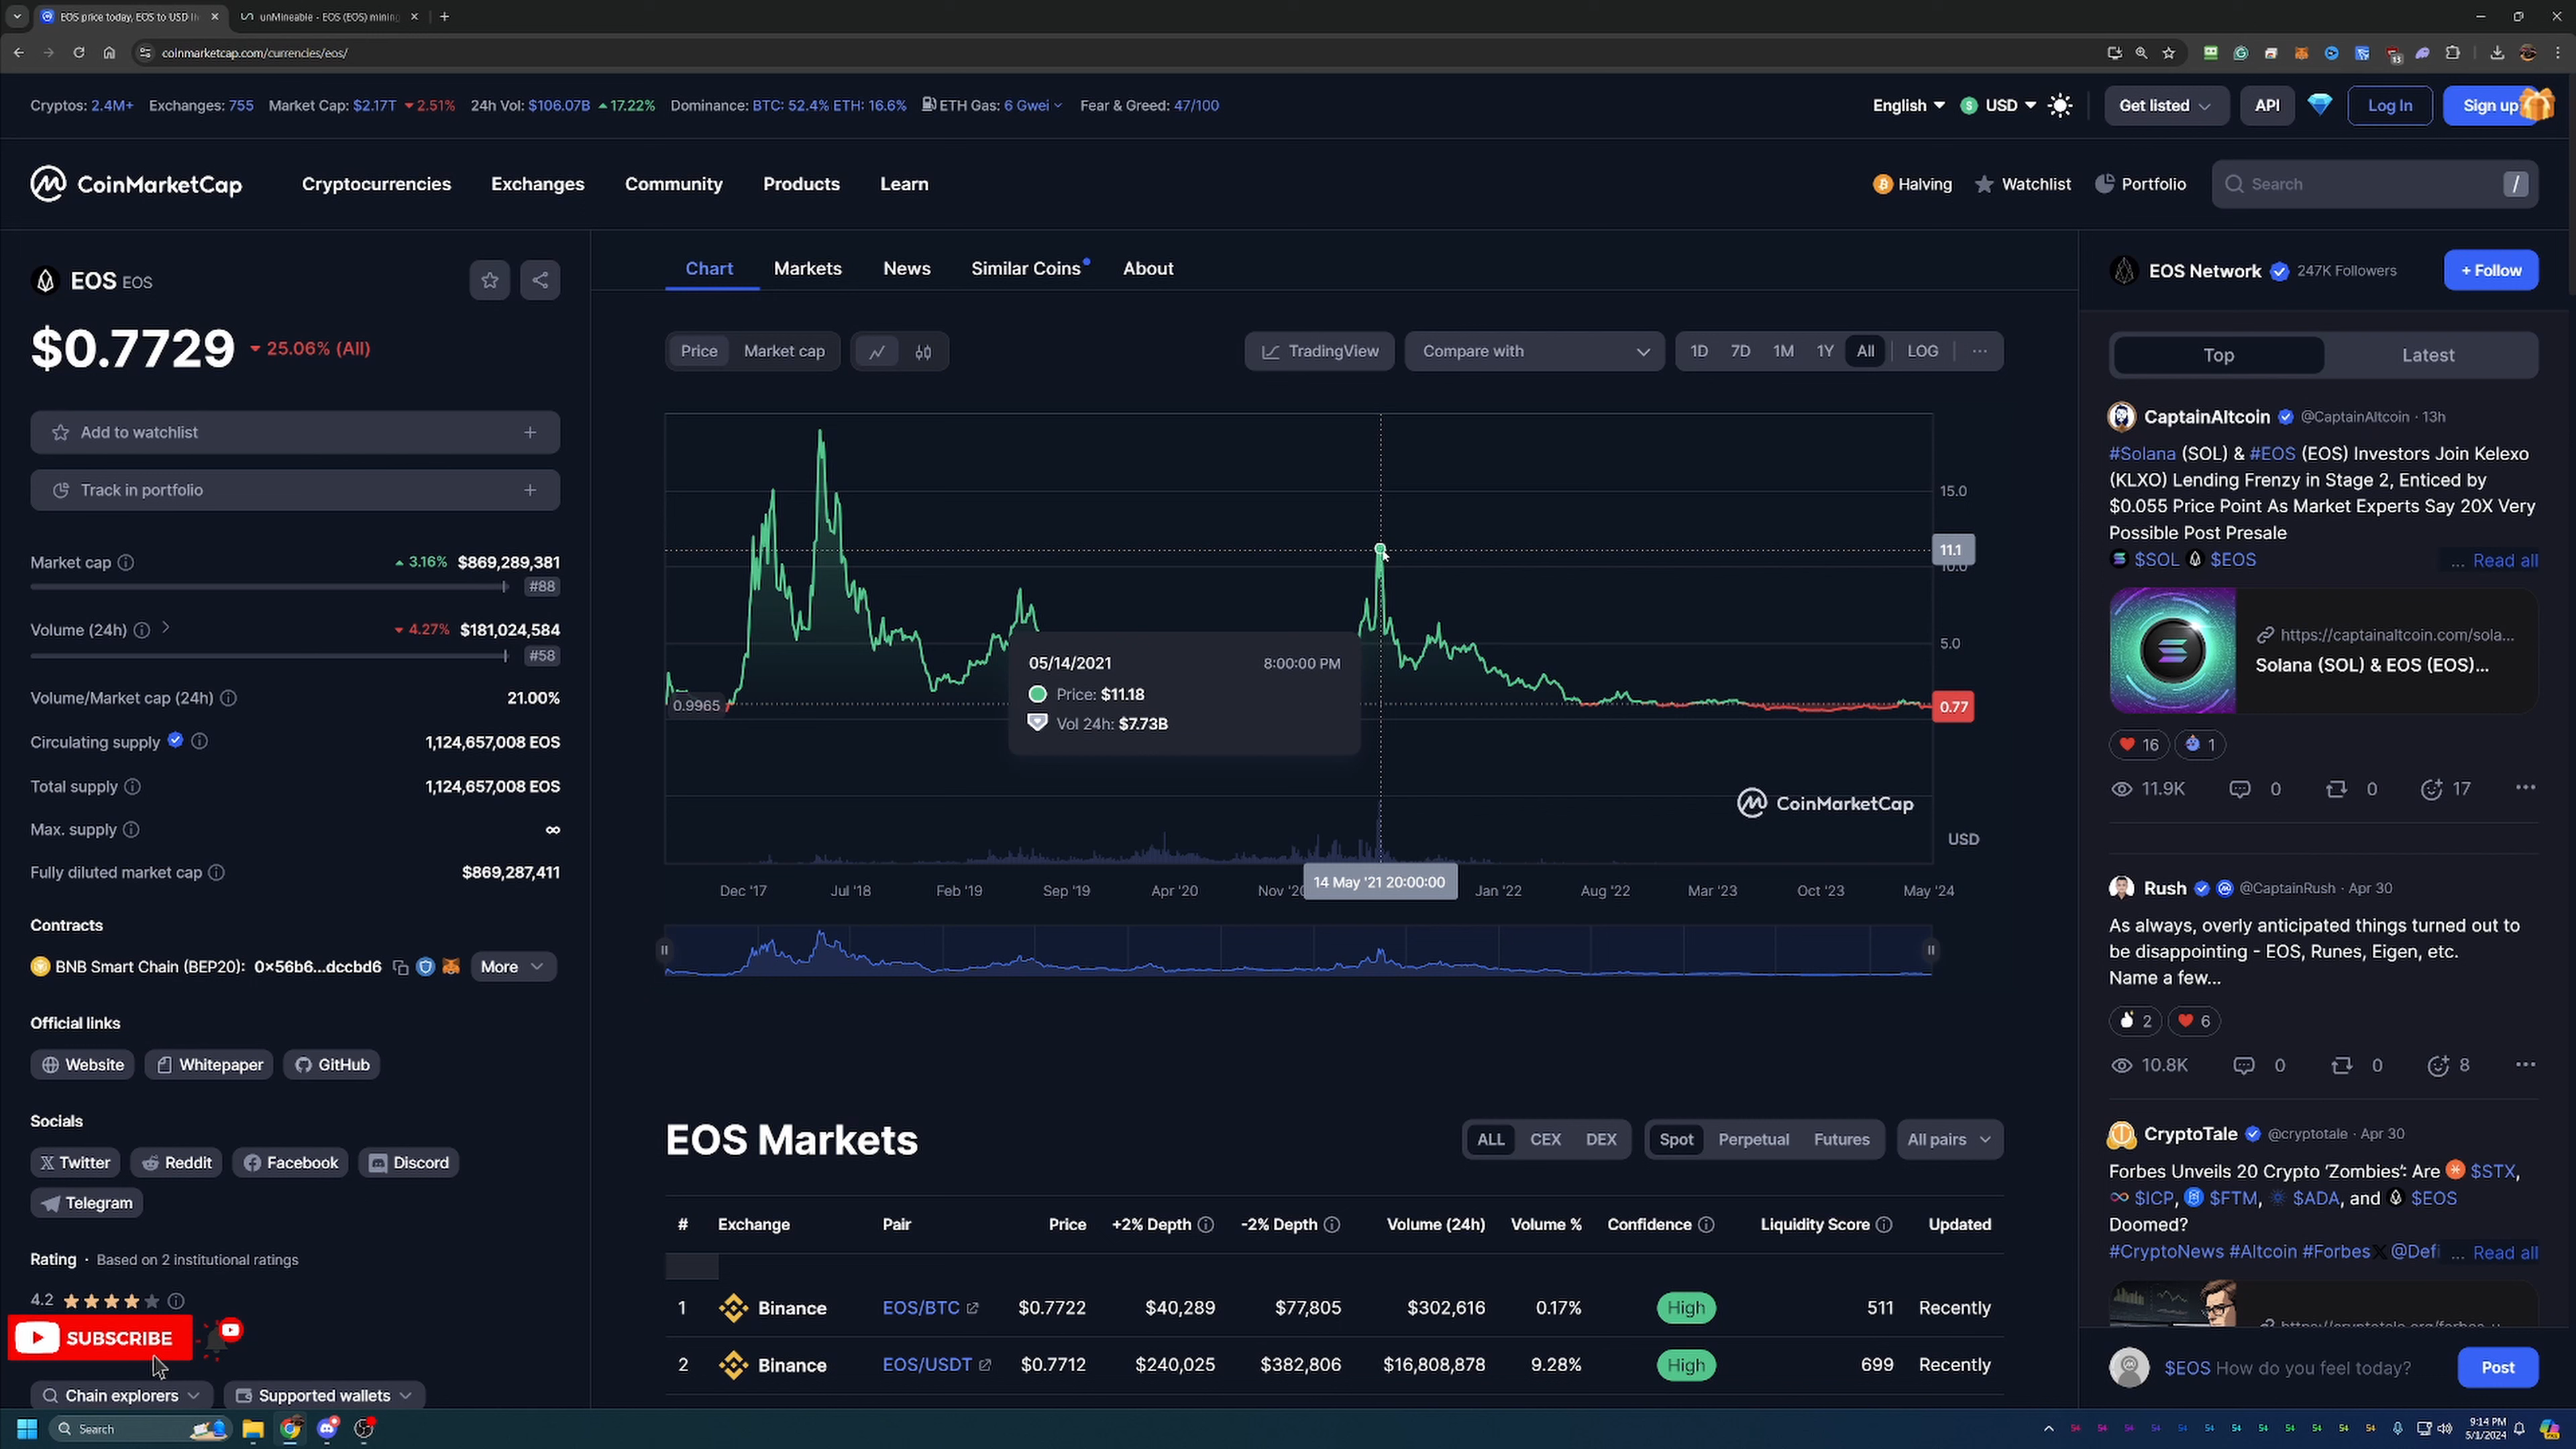 EOS price today, EOS to USD li
unMineable - EOS (EOS) mining
coinmarketcap.com/currencies/eos/
Cryptos: 2.4M+ Exchanges: 755 Market Cap: $2.17T 2.51% 24h Vol: $106.07B 17.22% Dominance: BTC: 52.4% ETH: 16.6% ETH Gas: 6 Gwei Fear & Greed: 47/100
English USD Get listed API Log In Sign up
CoinMarketCap Cryptocurrencies Exchanges Community Products Learn
Halving Watchlist Portfolio Search /
EOS EOS
$0.7729 25.06% (All)
Add to watchlist +
Track in portfolio +
Market cap 3.16% $869,289,381
#88
Volume (24h) 4.27% $181,024,584
#58
Volume/Market cap (24h) 21.00%
Circulating supply 1,124,657,008 EOS
Total supply 1,124,657,008 EOS
Max. supply ∞
Fully diluted market cap $869,287,411
Contracts
BNB Smart Chain (BEP20): 0x56b6...dccbd6 More
Official links
Website Whitepaper GitHub
Socials
Twitter Reddit Facebook Discord
Telegram
Rating · Based on 2 institutional ratings
4.2
SUBSCRIBE
Chain explorers Supported wallets
Chart Markets News Similar Coins About
Price Market cap TradingView Compare with 1D 7D 1M 1Y All LOG ...
15.0
11.1
10.0
5.0
0.9965
0.77
05/14/2021 8:00:00 PM
Price: $11.18
Vol 24h: $7.73B
CoinMarketCap
USD
Dec '17 Jul '18 Feb '19 Sep '19 Apr '20 Nov '20 14 May '21 20:00:00 Jan '22 Aug '22 Mar '23 Oct '23 May '24
EOS Markets
ALL CEX DEX Spot Perpetual Futures All pairs
# Exchange Pair Price +2% Depth -2% Depth Volume (24h) Volume % Confidence Liquidity Score Updated
1 Binance EOS/BTC $0.7722 $40,289 $77,805 $302,616 0.17% High 511 Recently
2 Binance EOS/USDT $0.7712 $240,025 $382,806 $16,808,878 9.28% High 699 Recently
EOS Network 247K Followers + Follow
Top Latest
CaptainAltcoin @CaptainAltcoin · 13h
#Solana (SOL) & #EOS (EOS) Investors Join Kelexo
(KLXO) Lending Frenzy in Stage 2, Enticed by
$0.055 Price Point As Market Experts Say 20X Very
Possible Post Presale
$SOL $EOS ... Read all
https://captainaltcoin.com/sola...
Solana (SOL) & EOS (EOS)...
16 1
11.9K 0 0 17 ...
Rush @CaptainRush · Apr 30
As always, overly anticipated things turned out to
be disappointing - EOS, Runes, Eigen, etc.
Name a few...
2 6
10.8K 0 0 8 ...
CryptoTale @cryptotale · Apr 30
Forbes Unveils 20 Crypto 'Zombies': Are $STX,
$ICP, $FTM, $ADA, and $EOS
Doomed?
#CryptoNews #Altcoin #Forbes @Defi ... Read all
$EOS How do you feel today? Post
Search
54 54 54 54 54 54 54 54 54 54 54 54
9:14 PM
5/1/2024